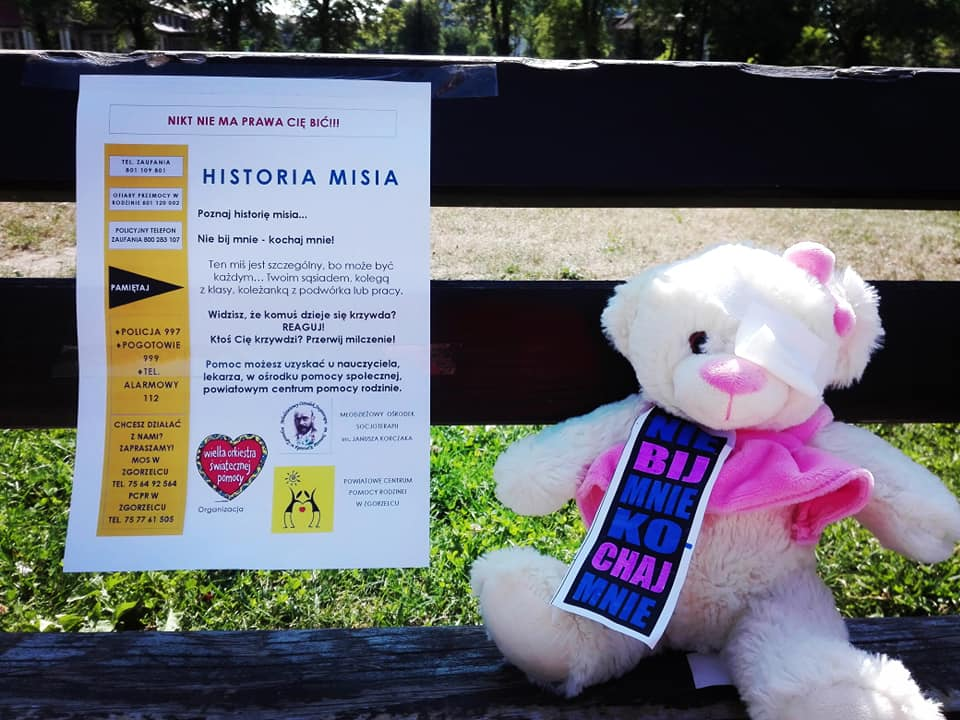 NIKT NIE MA PRAWA CIĘ BIĆ!!!
TEL. ZAUFANIA
801 109 801
OFIARY PRZEMOCY W
RODZINIE 801 120 002
POLICYJNY TELEFON
ZAUFANIA 800 283 107
PAMIĘTAJ
♦POLICJA 997
♦POGOTOWIE
999
♦TEL.
ALARMOWY
112
CHCESZ DZIAŁAĆ
Z NAMI?
ZAPRASZAMY!
MOS W
ZGORZELCU
TEL. 75 64 92 564
PCPR W
ZGORZELCU
TEL. 75 77 61 505
HISTORIA MISIA
Poznaj historię misia...
Nie bij mnie - kochaj mnie!
Ten miś jest szczególny, bo może być
każdym... Twoim sąsiadem, kolegą
z klasy, koleżanką z podwórka lub pracy.
Widzisz, że komuś dzieje się krzywda?
REAGUJ!
Ktoś Cię krzywdzi? Przerwij milczenie!
Pomoc możesz uzyskać u nauczyciela,
lekarza, w ośrodku pomocy społecznej,
powiatowym centrum pomocy rodzinie.
wielka orkiestra
świątecznej
pomocy
Organizacja
MŁODZIEŻOWY OŚRODEK
SOCJOTERAPII
im. JANUSZA KORCZAKA
POWIATOWE CENTRUM
POMOCY RODZINKI
W ZGORZELCU
NIE
BIJ
MNIE
KO-
CHAJ
MNIE